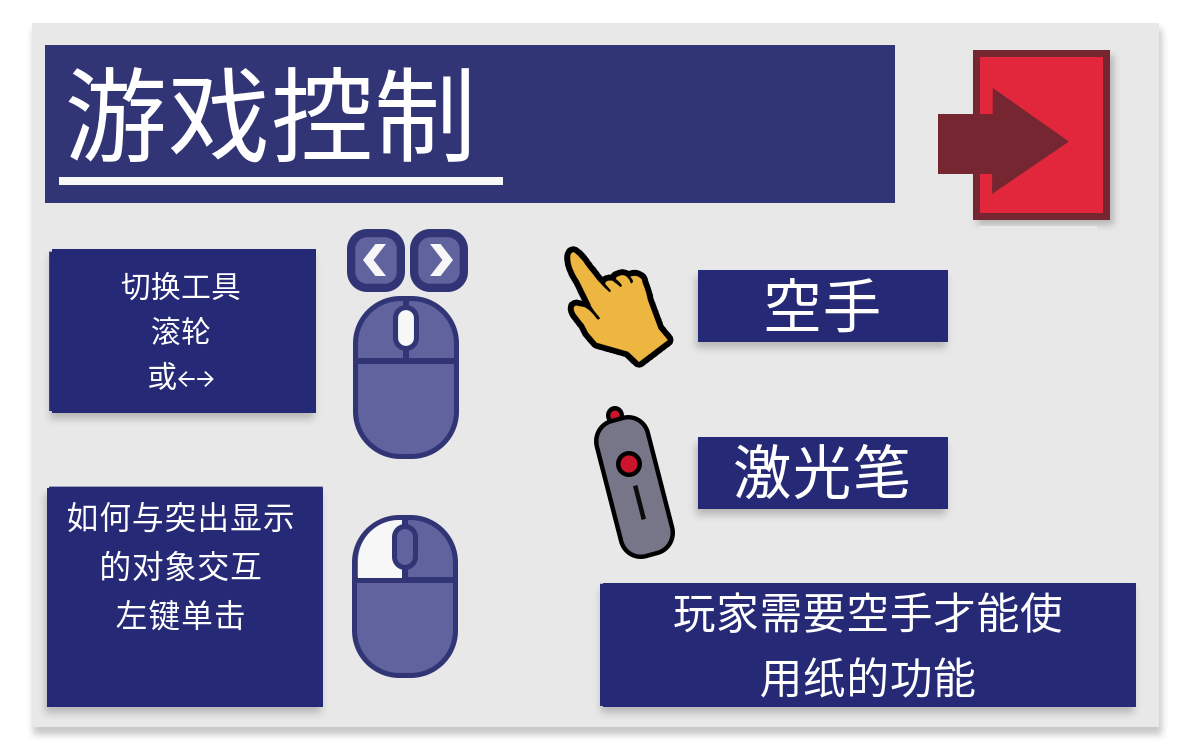 游戏控制
切换工具
滚轮
或←→
空手
激光笔
如何与突出显示
的对象交互
左键单击
玩家需要空手才能使
用纸的功能